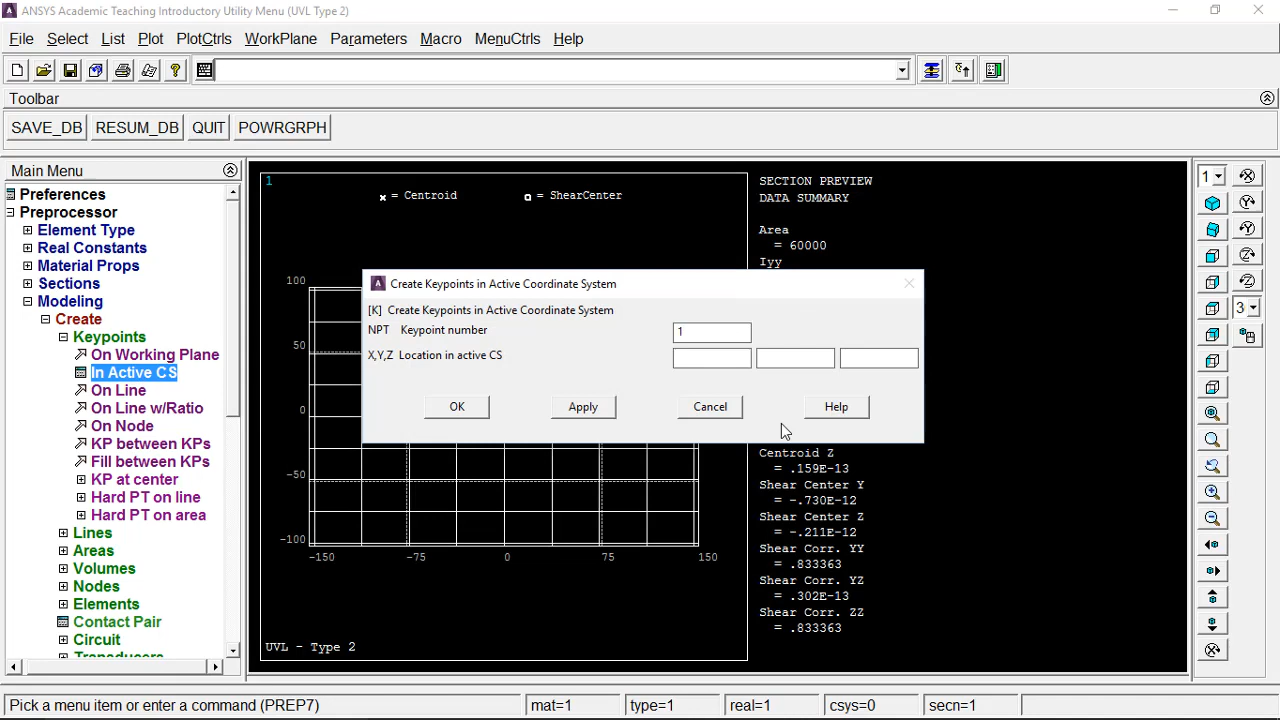 ANSYS Academic Teaching Introductory Utility Menu (UVL Type 2)
File Select List Plot PlotCtrls WorkPlane Parameters Macro MenuCtrls Help
Toolbar
SAVE_DB RESUM_DB QUIT POWRGRPH
Main Menu
Preferences
Preprocessor
Element Type
Real Constants
Material Props
Sections
Modeling
Create
Keypoints
On Working Plane
In Active CS
On Line
On Line w/Ratio
On Node
KP between KPs
Fill between KPs
KP at center
Hard PT on line
Hard PT on area
Lines
Areas
Volumes
Nodes
Elements
Contact Pair
Circuit
Transducers
1
x = Centroid
o = ShearCenter
100
50
0
-50
-100
-150 -75 0 75 150
UVL - Type 2
SECTION PREVIEW
DATA SUMMARY
Area
= 60000
Iyy
Create Keypoints in Active Coordinate System
[K] Create Keypoints in Active Coordinate System
NPT Keypoint number 1
X,Y,Z Location in active CS
OK Apply Cancel Help
Centroid Z
= .159E-13
Shear Center Y
= -.730E-12
Shear Center Z
= -.211E-12
Shear Corr. YY
= .833363
Shear Corr. YZ
= .302E-13
Shear Corr. ZZ
= .833363
1
3
Pick a menu item or enter a command (PREP7) mat=1 type=1 real=1 csys=0 secn=1